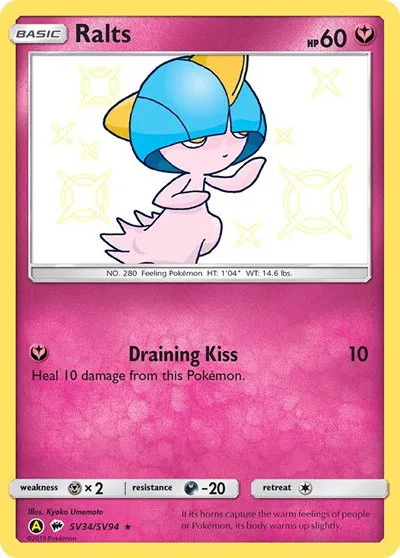 BASIC Ralts HP60
NO. 280 Feeling Pokémon HT: 1'04" WT: 14.6 lbs.
Draining Kiss 10
Heal 10 damage from this Pokémon.
weakness ×2 resistance -20 retreat
Illus. Kyoko Umemoto
A SV34/SV94 ★
©2019 Pokémon
If its horns capture the warm feelings of people
or Pokémon, its body warms up slightly.